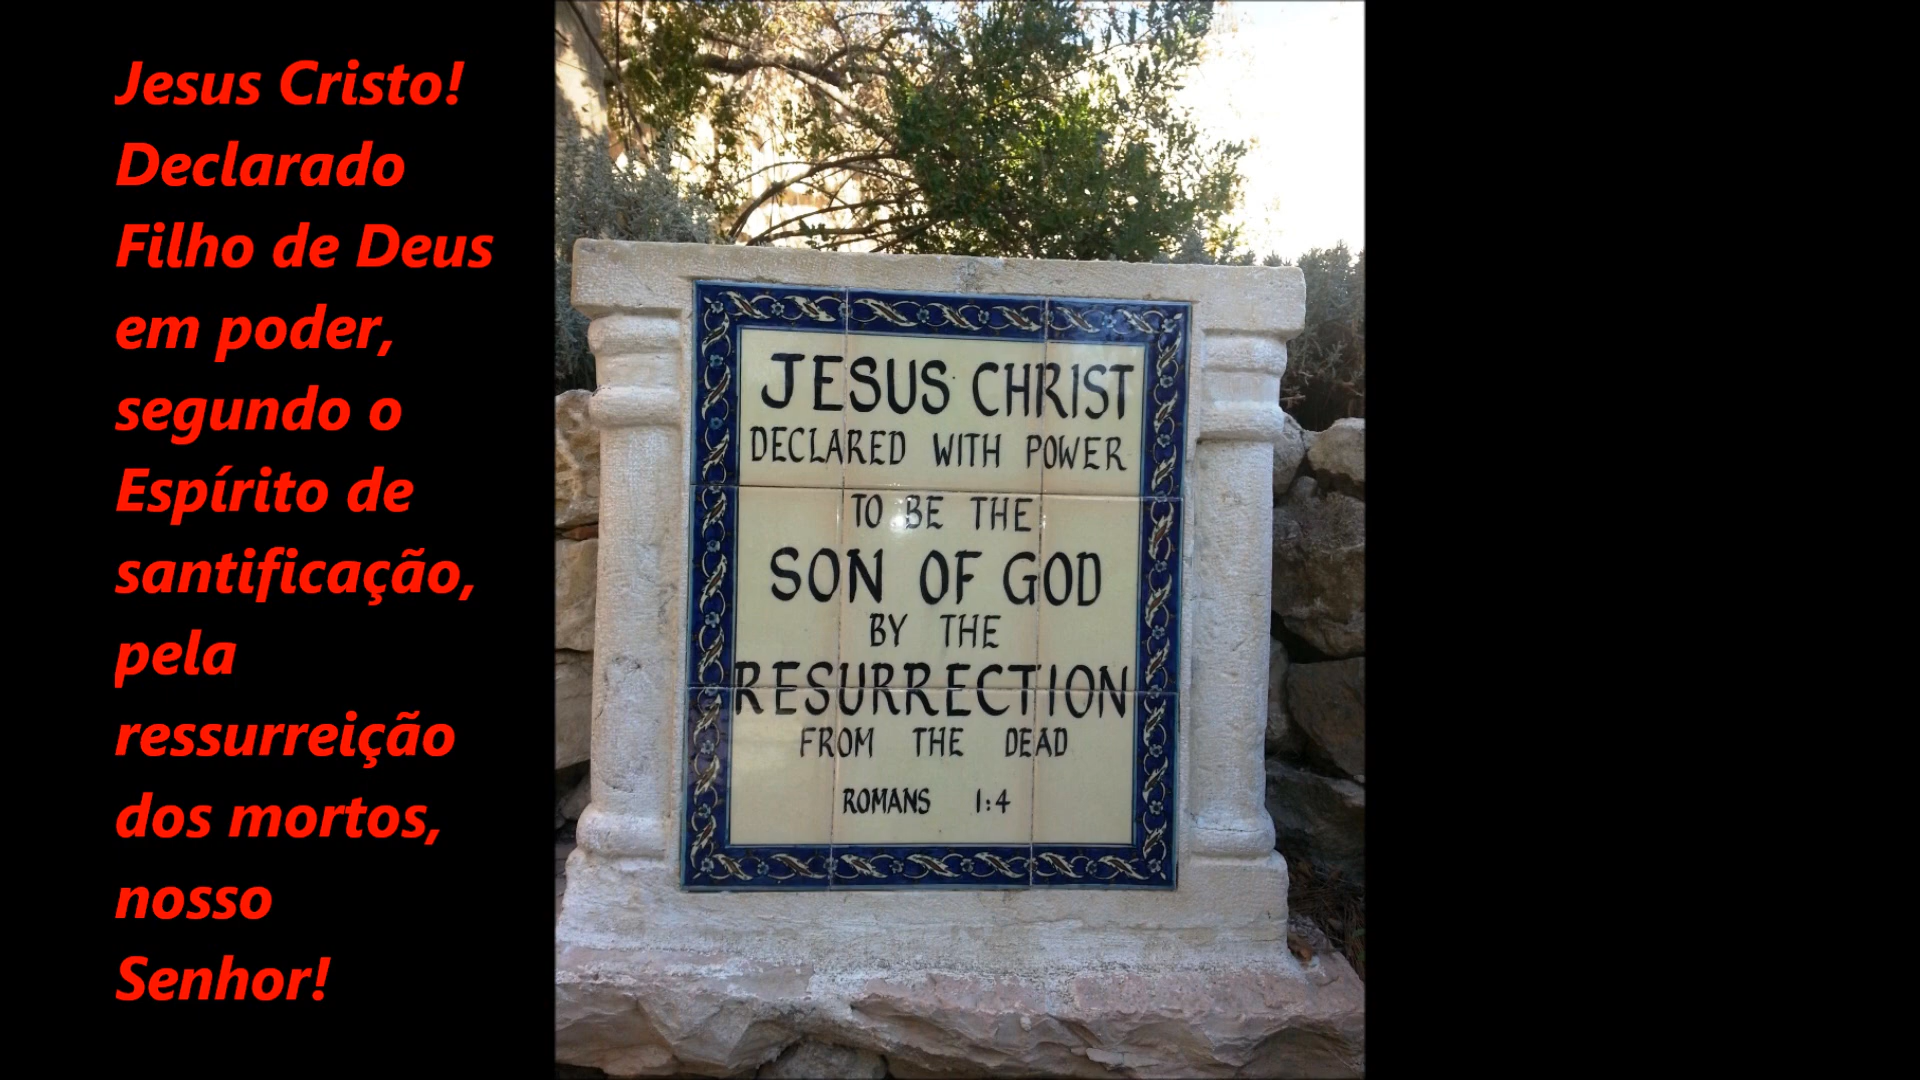 Jesus Cristo!
Declarado
Filho de Deus
em poder,
segundo o
Espírito de
santificação,
pela
ressurreição
dos mortos,
nosso
Senhor!
JESUS CHRIST
DECLARED WITH POWER
TO BE THE
SON OF GOD
BY THE
RESURRECTION
FROM THE DEAD
ROMANS 1:4